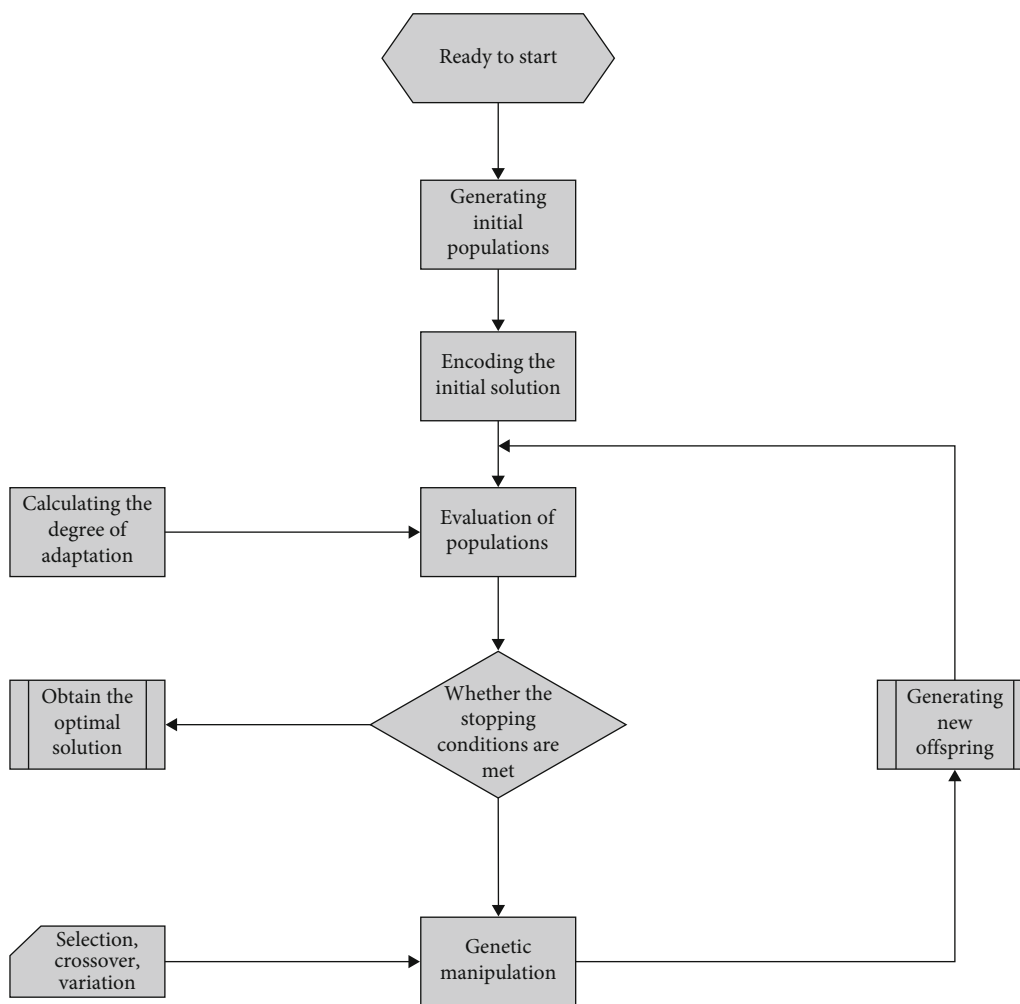 Ready to start
Generating
initial
populations
Encoding the
initial solution
Calculating the
degree of
adaptation
Evaluation of
populations
Obtain the
optimal
solution
Whether the
stopping
conditions are
met
Generating
new
offspring
Selection,
crossover,
variation
Genetic
manipulation